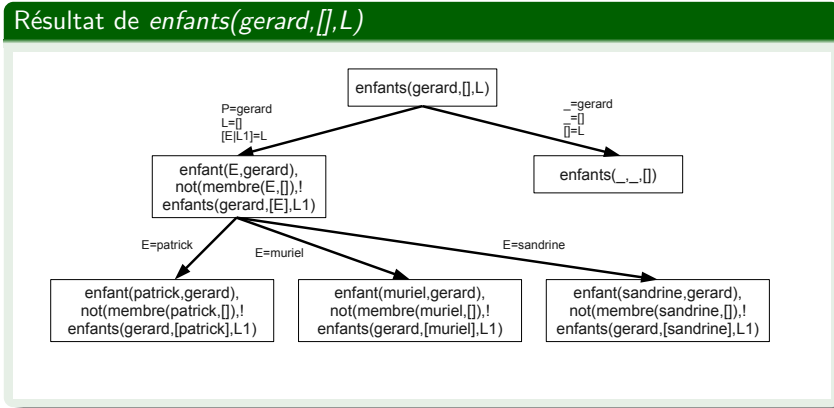 Résultat de enfants(gerard,[],L)
enfants(gerard,[],L)
P=gerard
L=[]
[E|L1]=L
_=gerard
_=[]
[]=L
enfant(E,gerard),
not(membre(E,[]),!
enfants(gerard,[E],L1)
enfants(_,_,[])
E=patrick
E=muriel
E=sandrine
enfant(patrick,gerard),
not(membre(patrick,[]),!
enfants(gerard,[patrick],L1)
enfant(muriel,gerard),
not(membre(muriel,[]),!
enfants(gerard,[muriel],L1)
enfant(sandrine,gerard),
not(membre(sandrine,[]),!
enfants(gerard,[sandrine],L1)